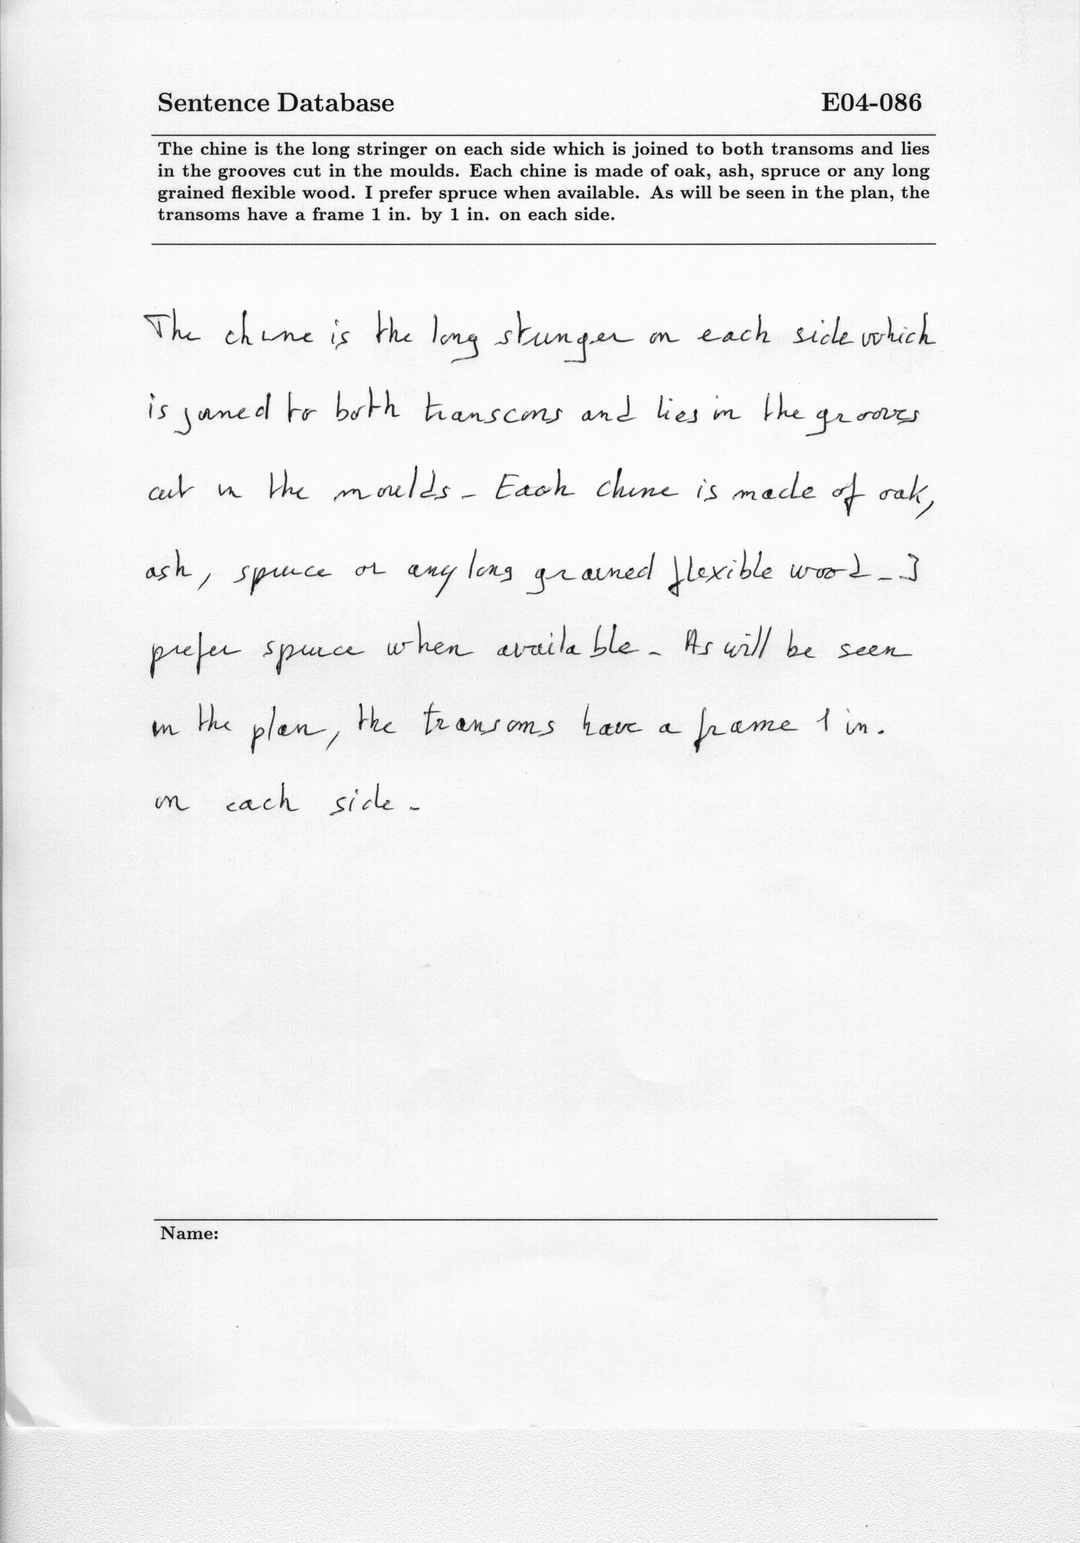 Sentence Database E04-086
The chine is the long stringer on each side which is joined to both transoms and lies
in the grooves cut in the moulds. Each chine is made of oak, ash, spruce or any long
grained flexible wood. I prefer spruce when available. As will be seen in the plan, the
transoms have a frame 1 in. by 1 in. on each side.
The chine is the long stringer on each side which
is joined to both transcoms and lies in the grooves
cut in the moulds. Each chine is made of oak,
ash, spruce or any long grained flexible wood. I
prefer spruce when available. As will be seen
in the plan, the transoms have a frame 1 in.
on each side.
Name: